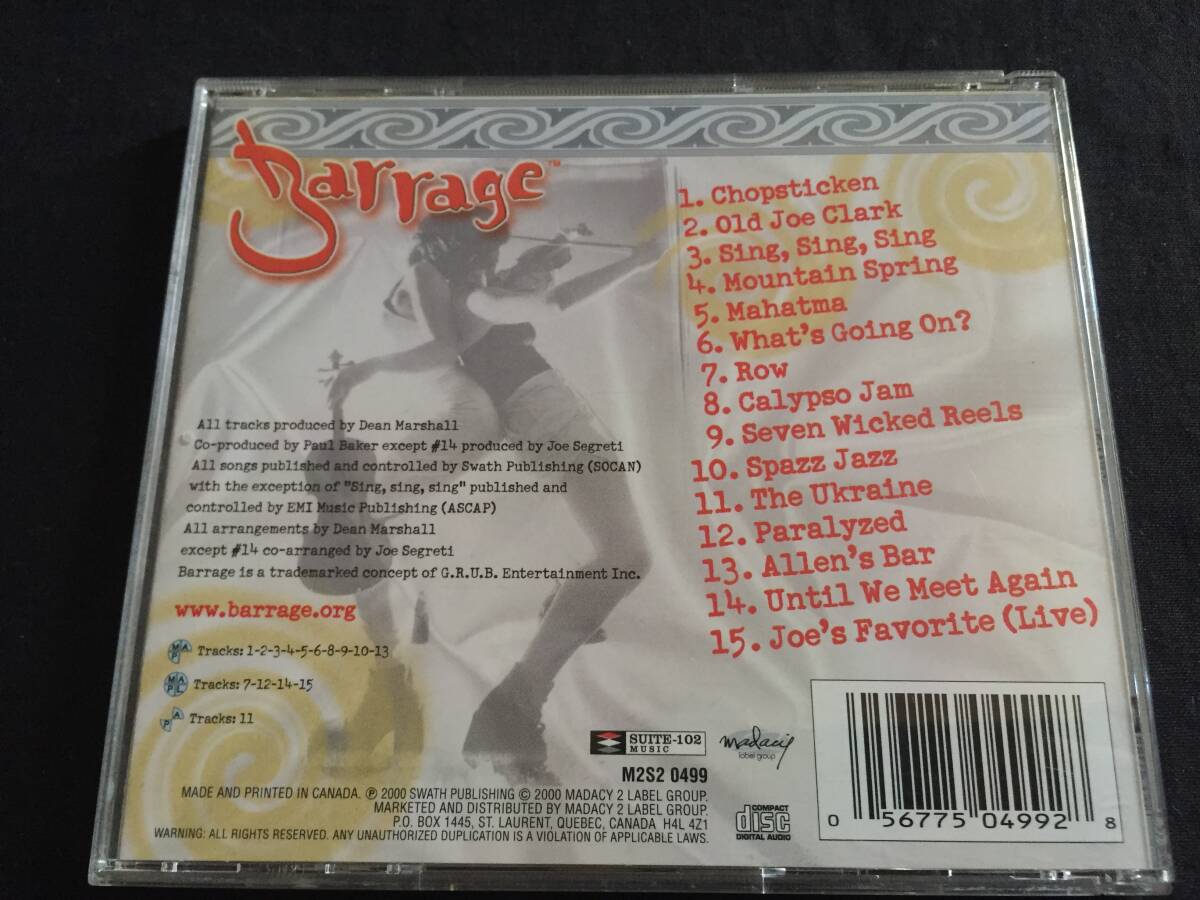 Barrage™
1. Chopsticken
2. Old Joe Clark
3. Sing, Sing, Sing
4. Mountain Spring
5. Mahatma
6. What's Going On?
7. Row
8. Calypso Jam
9. Seven Wicked Reels
10. Spazz Jazz
11. The Ukraine
12. Paralyzed
13. Allen's Bar
14. Until We Meet Again
15. Joe's Favorite (Live)
All tracks produced by Dean Marshall
Co-produced by Paul Baker except #14 produced by Joe Segreti
All songs published and controlled by Swath Publishing (SOCAN)
with the exception of "Sing, sing, sing" published and
controlled by EMI Music Publishing (ASCAP)
All arrangements by Dean Marshall
except #14 co-arranged by Joe Segreti
Barrage is a trademarked concept of G.R.U.B. Entertainment Inc.
www.barrage.org
MAP Tracks: 1-2-3-4-5-6-8-9-10-13
MAPL Tracks: 7-12-14-15
PA Tracks: 11
SUITE-102
MUSIC
madacy
label group
M2S2 0499
MADE AND PRINTED IN CANADA. ℗ 2000 SWATH PUBLISHING © 2000 MADACY 2 LABEL GROUP.
MARKETED AND DISTRIBUTED BY MADACY 2 LABEL GROUP.
P.O. BOX 1445, ST. LAURENT, QUEBEC, CANADA H4L 4Z1
WARNING: ALL RIGHTS RESERVED. ANY UNAUTHORIZED DUPLICATION IS A VIOLATION OF APPLICABLE LAWS.
COMPACT
disc
DIGITAL AUDIO
0 56775 04992 8